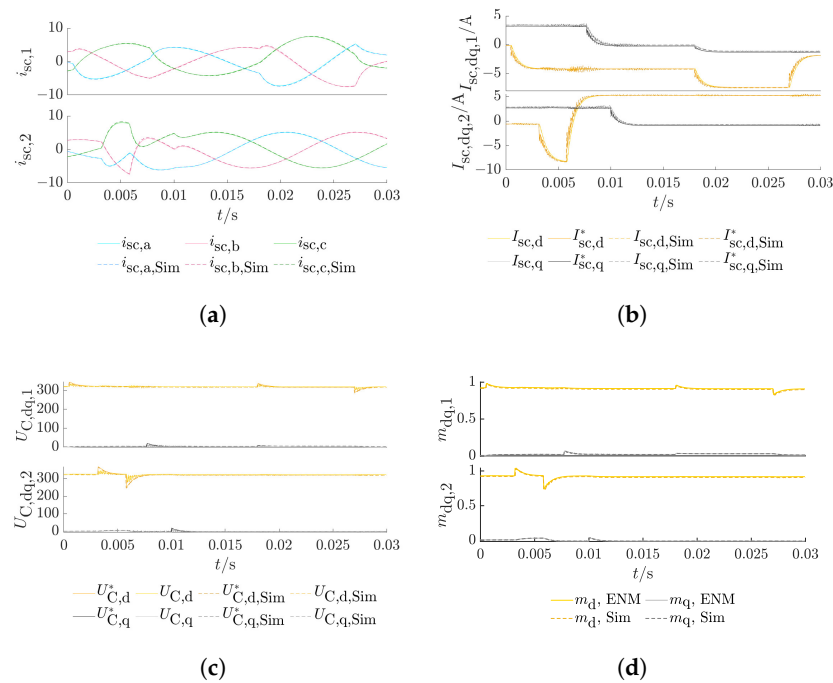 10
0
−10
i_sc,1
10
0
−10
i_sc,2
0 0.005 0.01 0.015 0.02 0.025 0.03
t/s
i_sc,a i_sc,b i_sc,c
i_sc,a,Sim i_sc,b,Sim i_sc,c,Sim
(a)
5
0
−5
I_sc,dq,1/A
5
0
−5
−10
I_sc,dq,2/A
0 0.005 0.01 0.015 0.02 0.025 0.03
t/s
I_sc,d I*_sc,d I_sc,d,Sim I*_sc,d,Sim
I_sc,q I*_sc,q I_sc,q,Sim I*_sc,q,Sim
(b)
300
200
100
0
U_C,dq,1
300
200
100
0
U_C,dq,2
0 0.005 0.01 0.015 0.02 0.025 0.03
t/s
U*_C,d U_C,d U*_C,d,Sim U_C,d,Sim
U*_C,q U_C,q U*_C,q,Sim U_C,q,Sim
(c)
1
0.5
0
m_dq,1
1
0.5
0
m_dq,2
0 0.005 0.01 0.015 0.02 0.025 0.03
t/s
m_d, ENM m_q, ENM
m_d, Sim m_q, Sim
(d)